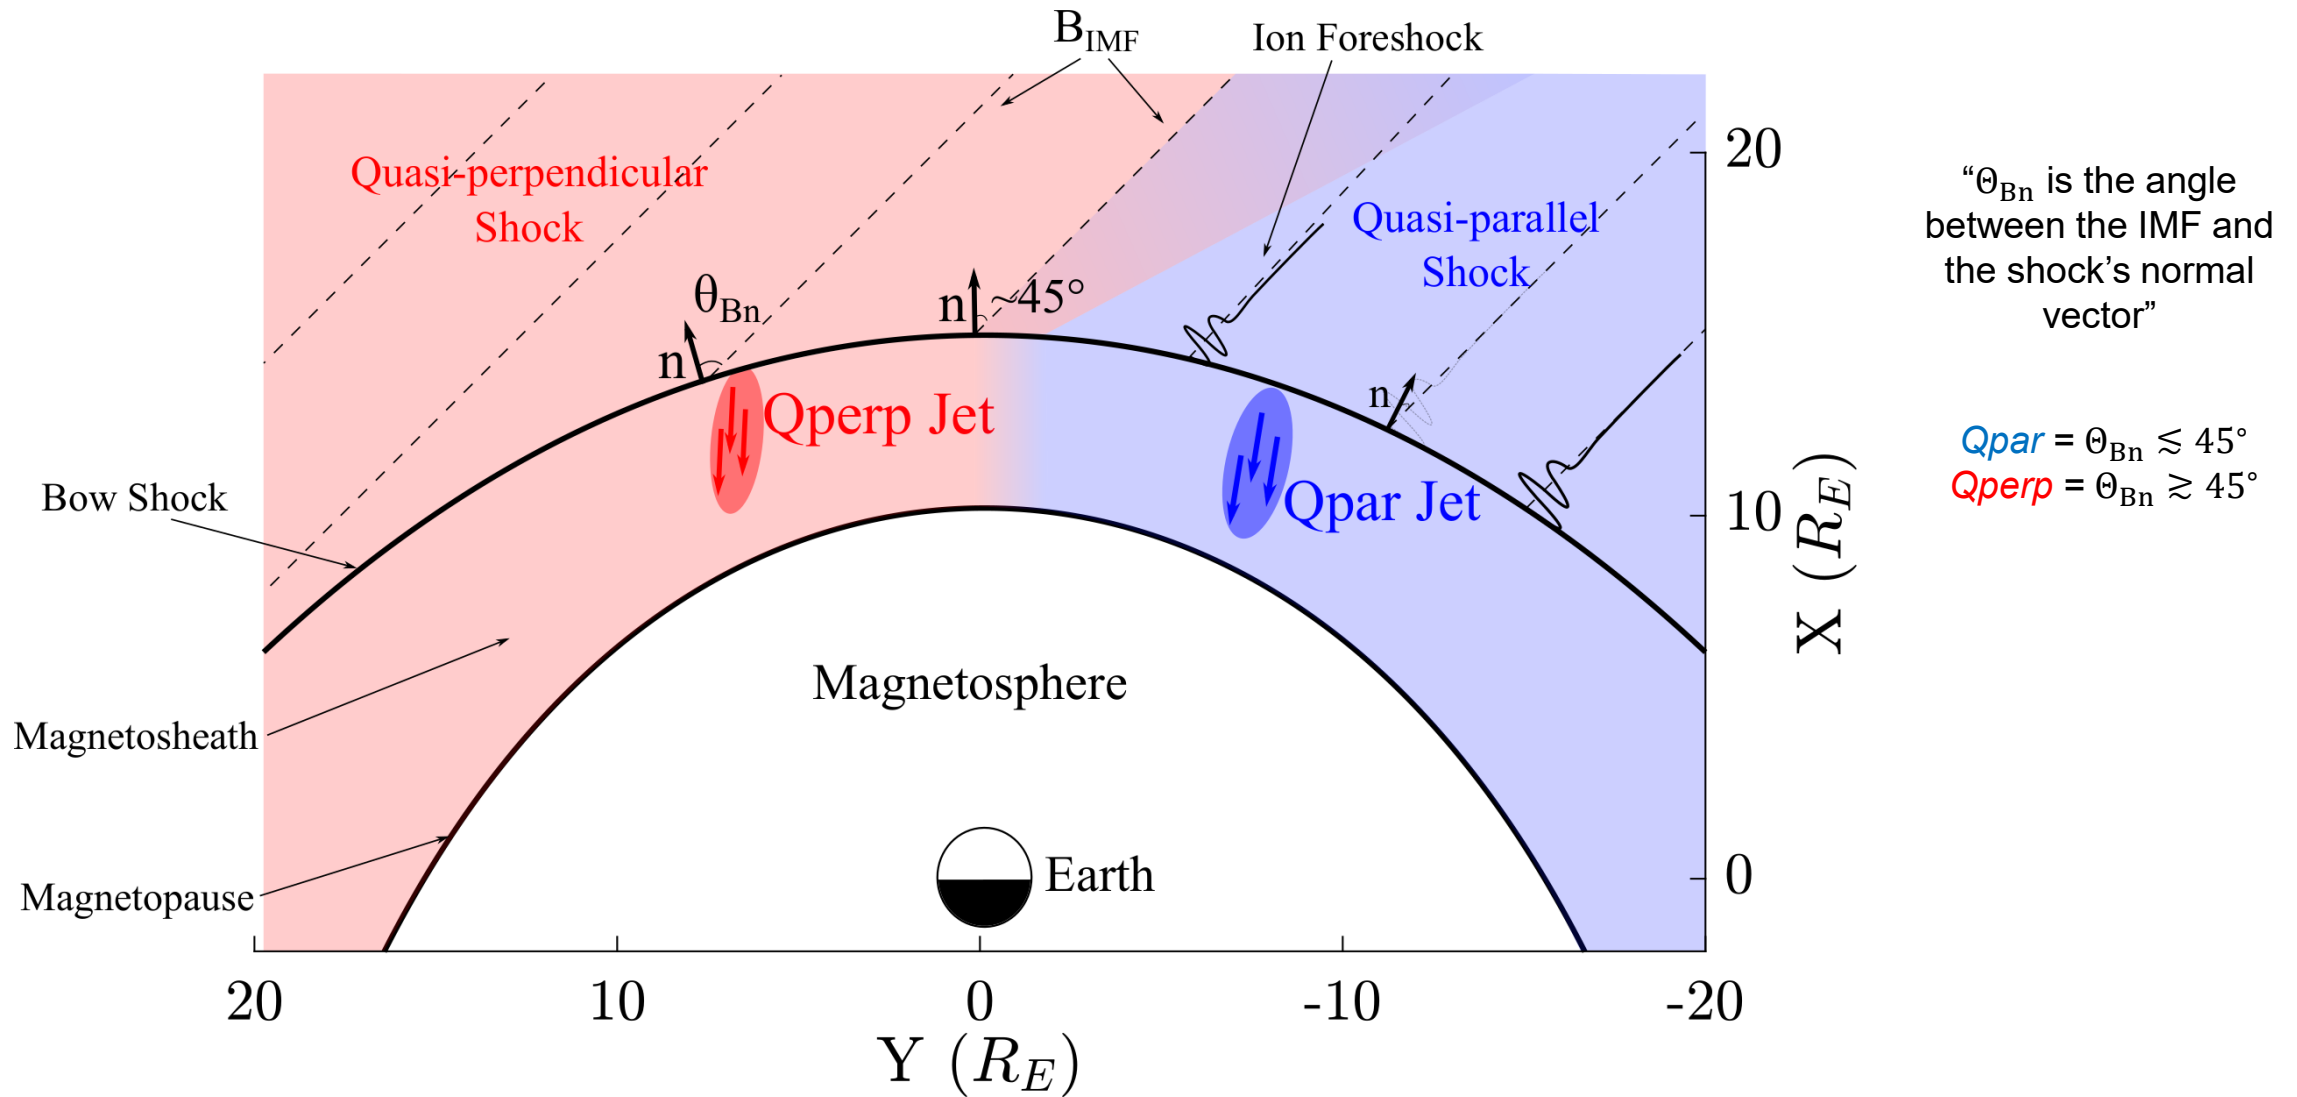 B_IMF
Ion Foreshock
Quasi-perpendicular
Shock
Quasi-parallel
Shock
20
θ_Bn
n
n
~45°
n
Qperp Jet
Qpar Jet
Bow Shock
10
X (R_E)
Magnetosphere
Magnetosheath
Magnetopause
Earth
0
20
10
0
-10
-20
Y (R_E)
“Θ_Bn is the angle
between the IMF and
the shock’s normal
vector”
Qpar = Θ_Bn ≲ 45°
Qperp = Θ_Bn ≳ 45°